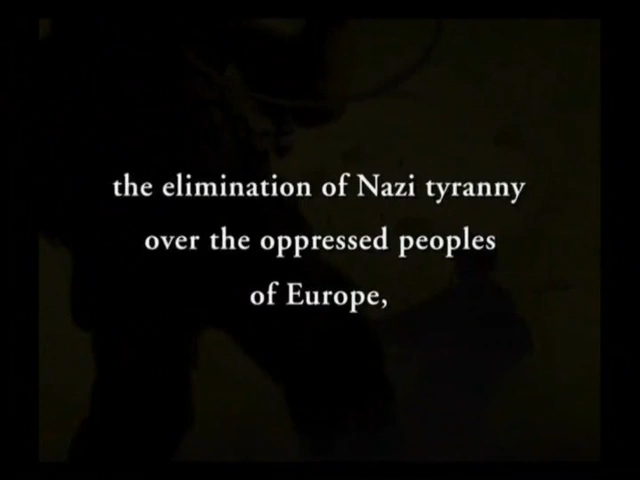 the elimination of Nazi tyranny
over the oppressed peoples
of Europe,